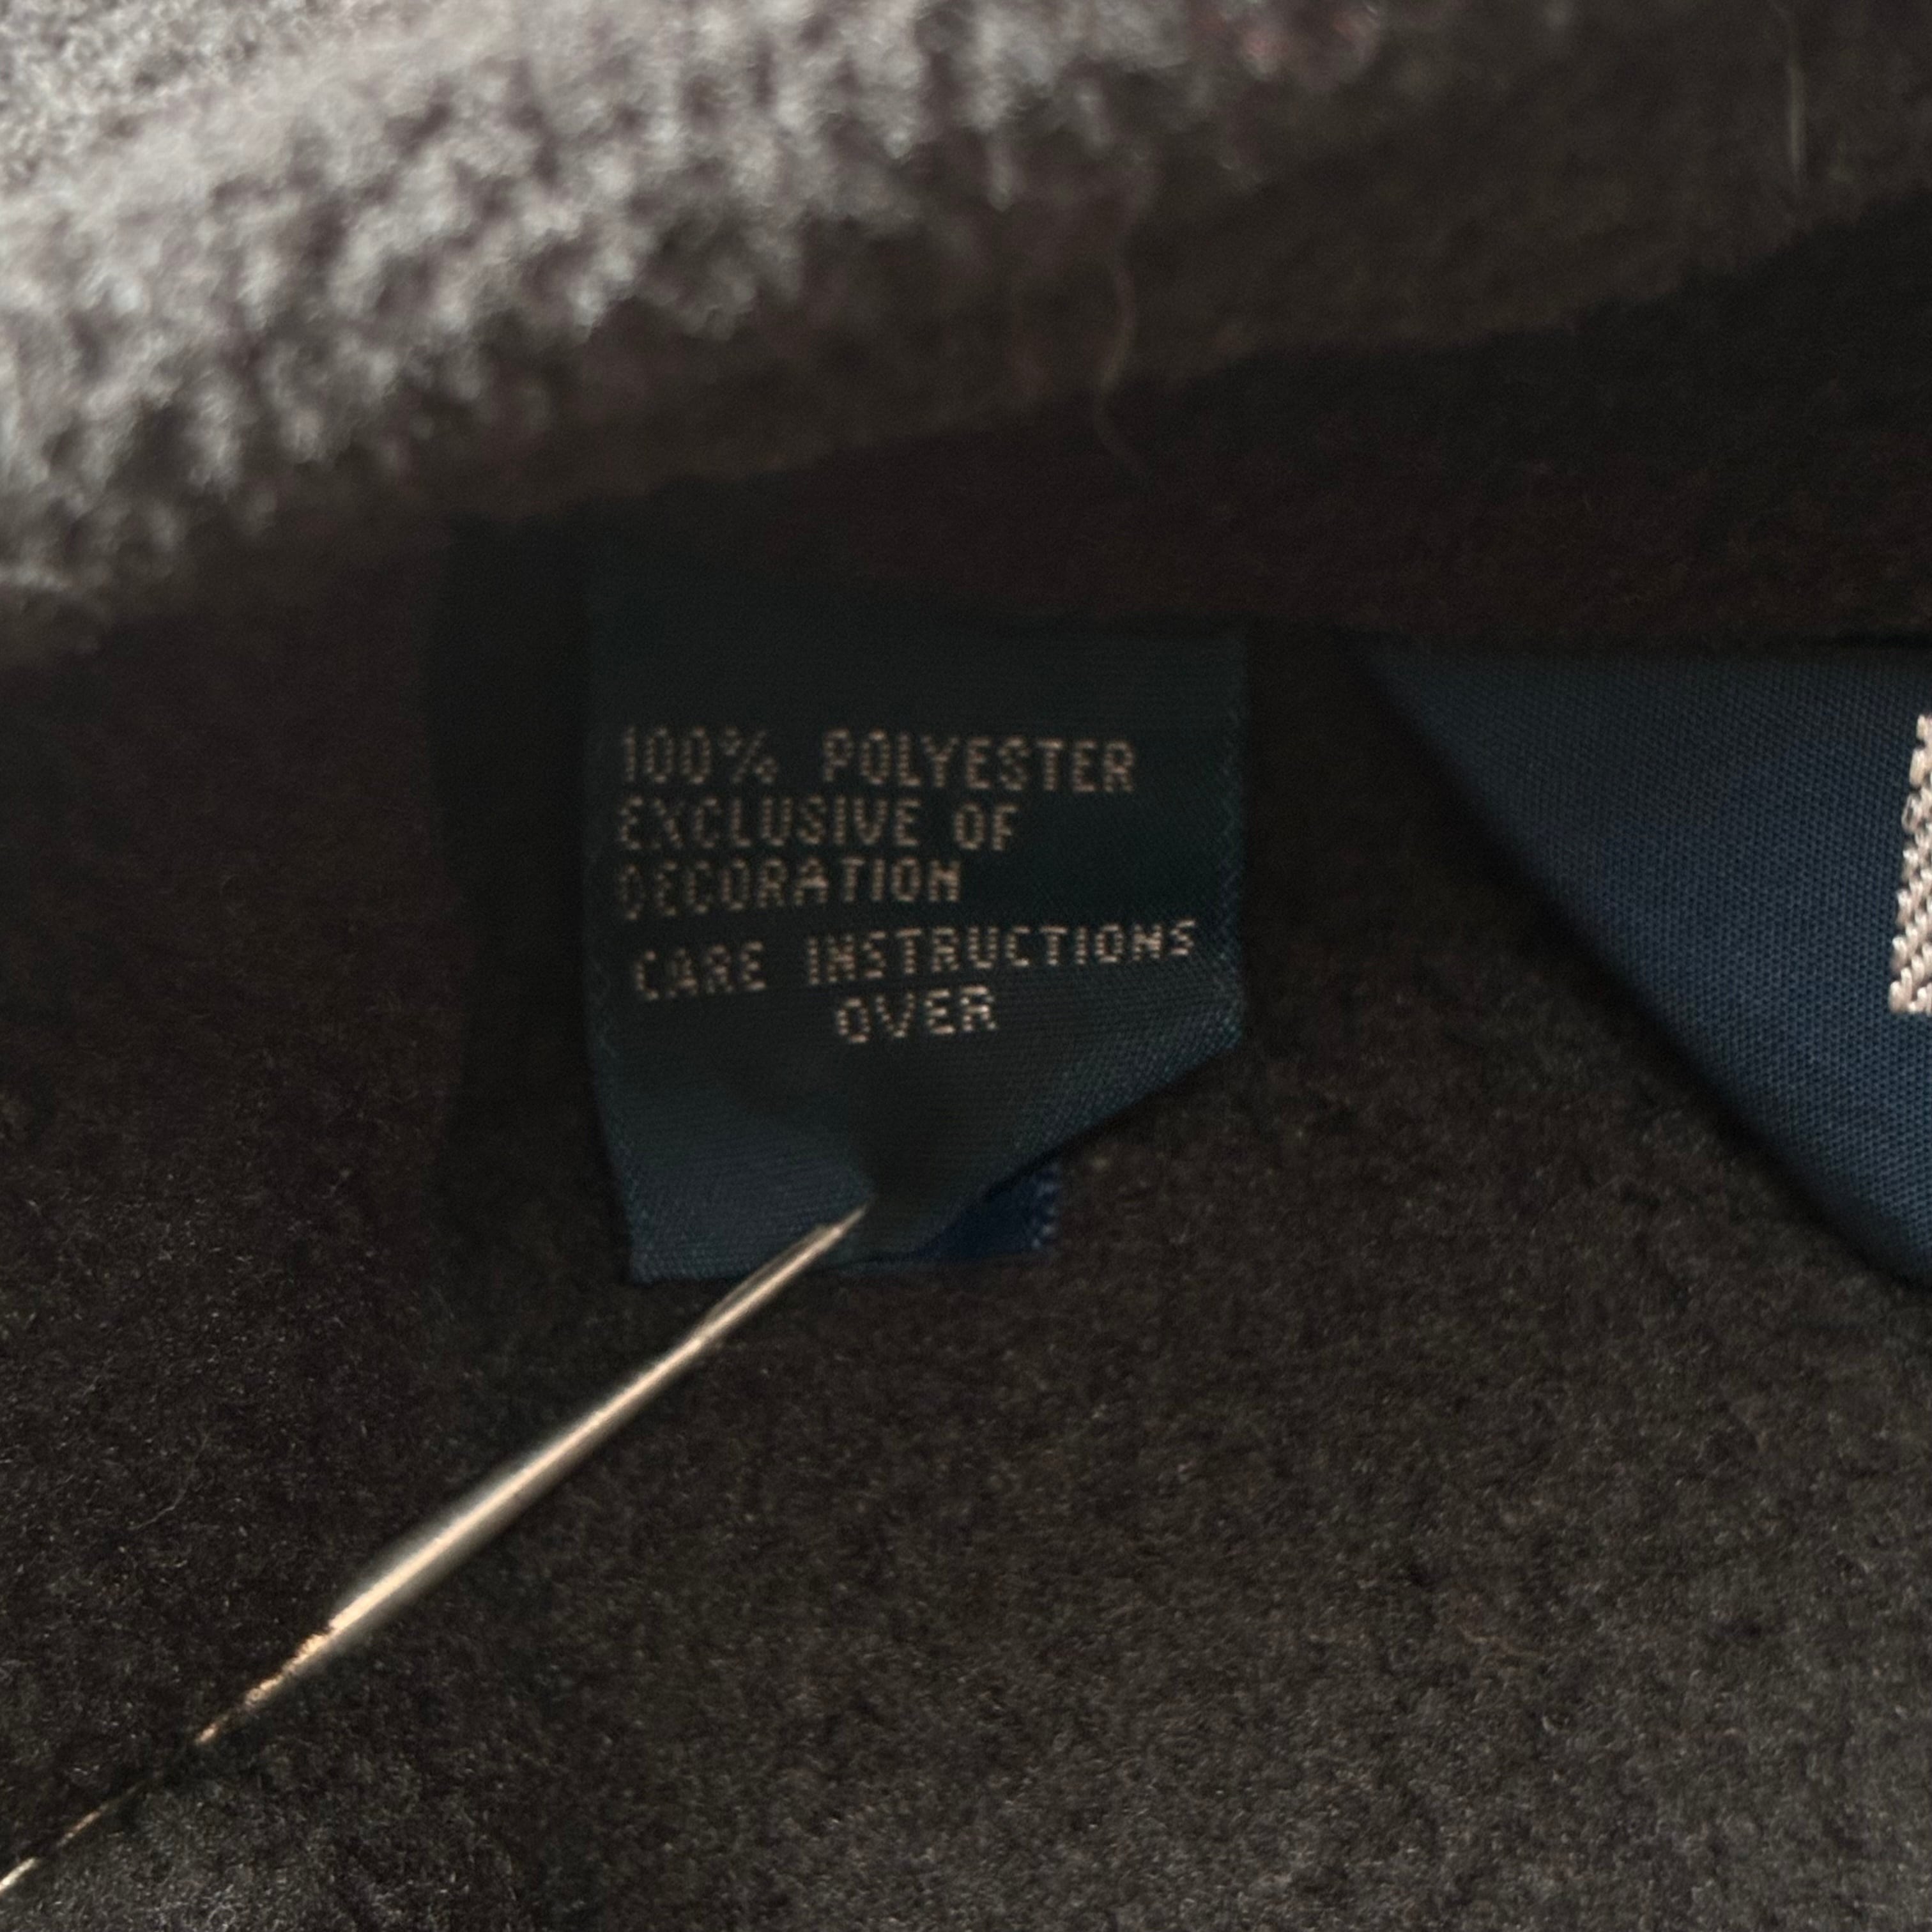 100% POLYESTER
EXCLUSIVE OF
DECORATION
CARE INSTRUCTIONS
OVER